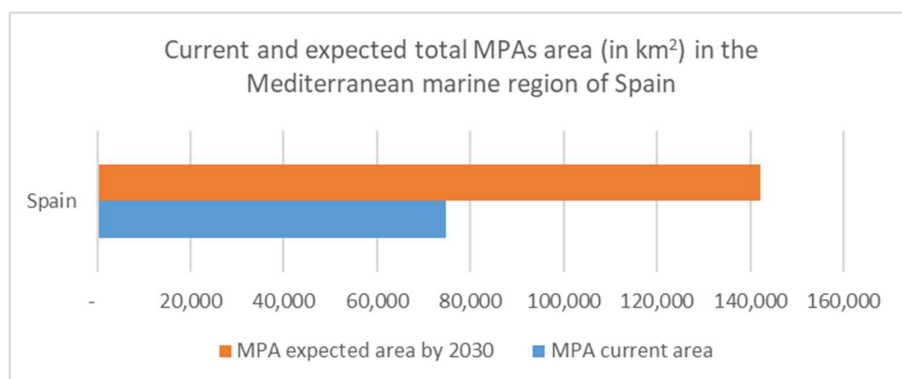 Current and expected total MPAs area (in km²) in the
Mediterranean marine region of Spain
Spain
- 20,000 40,000 60,000 80,000 100,000 120,000 140,000 160,000
MPA expected area by 2030 MPA current area